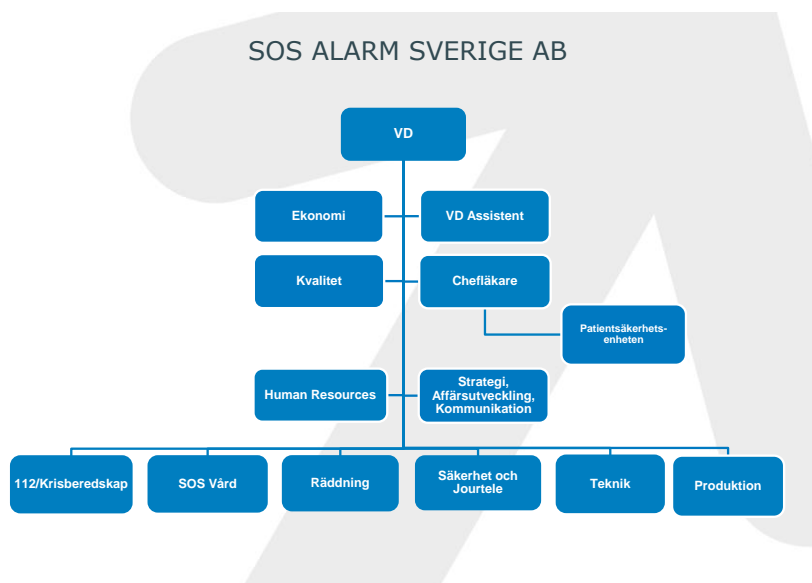 SOS ALARM SVERIGE AB
VD
Ekonomi
VD Assistent
Kvalitet
Chefläkare
Patientsäkerhets-
enheten
Human Resources
Strategi,
Affärsutveckling,
Kommunikation
112/Krisberedskap
SOS Vård
Räddning
Säkerhet och
Jourtele
Teknik
Produktion